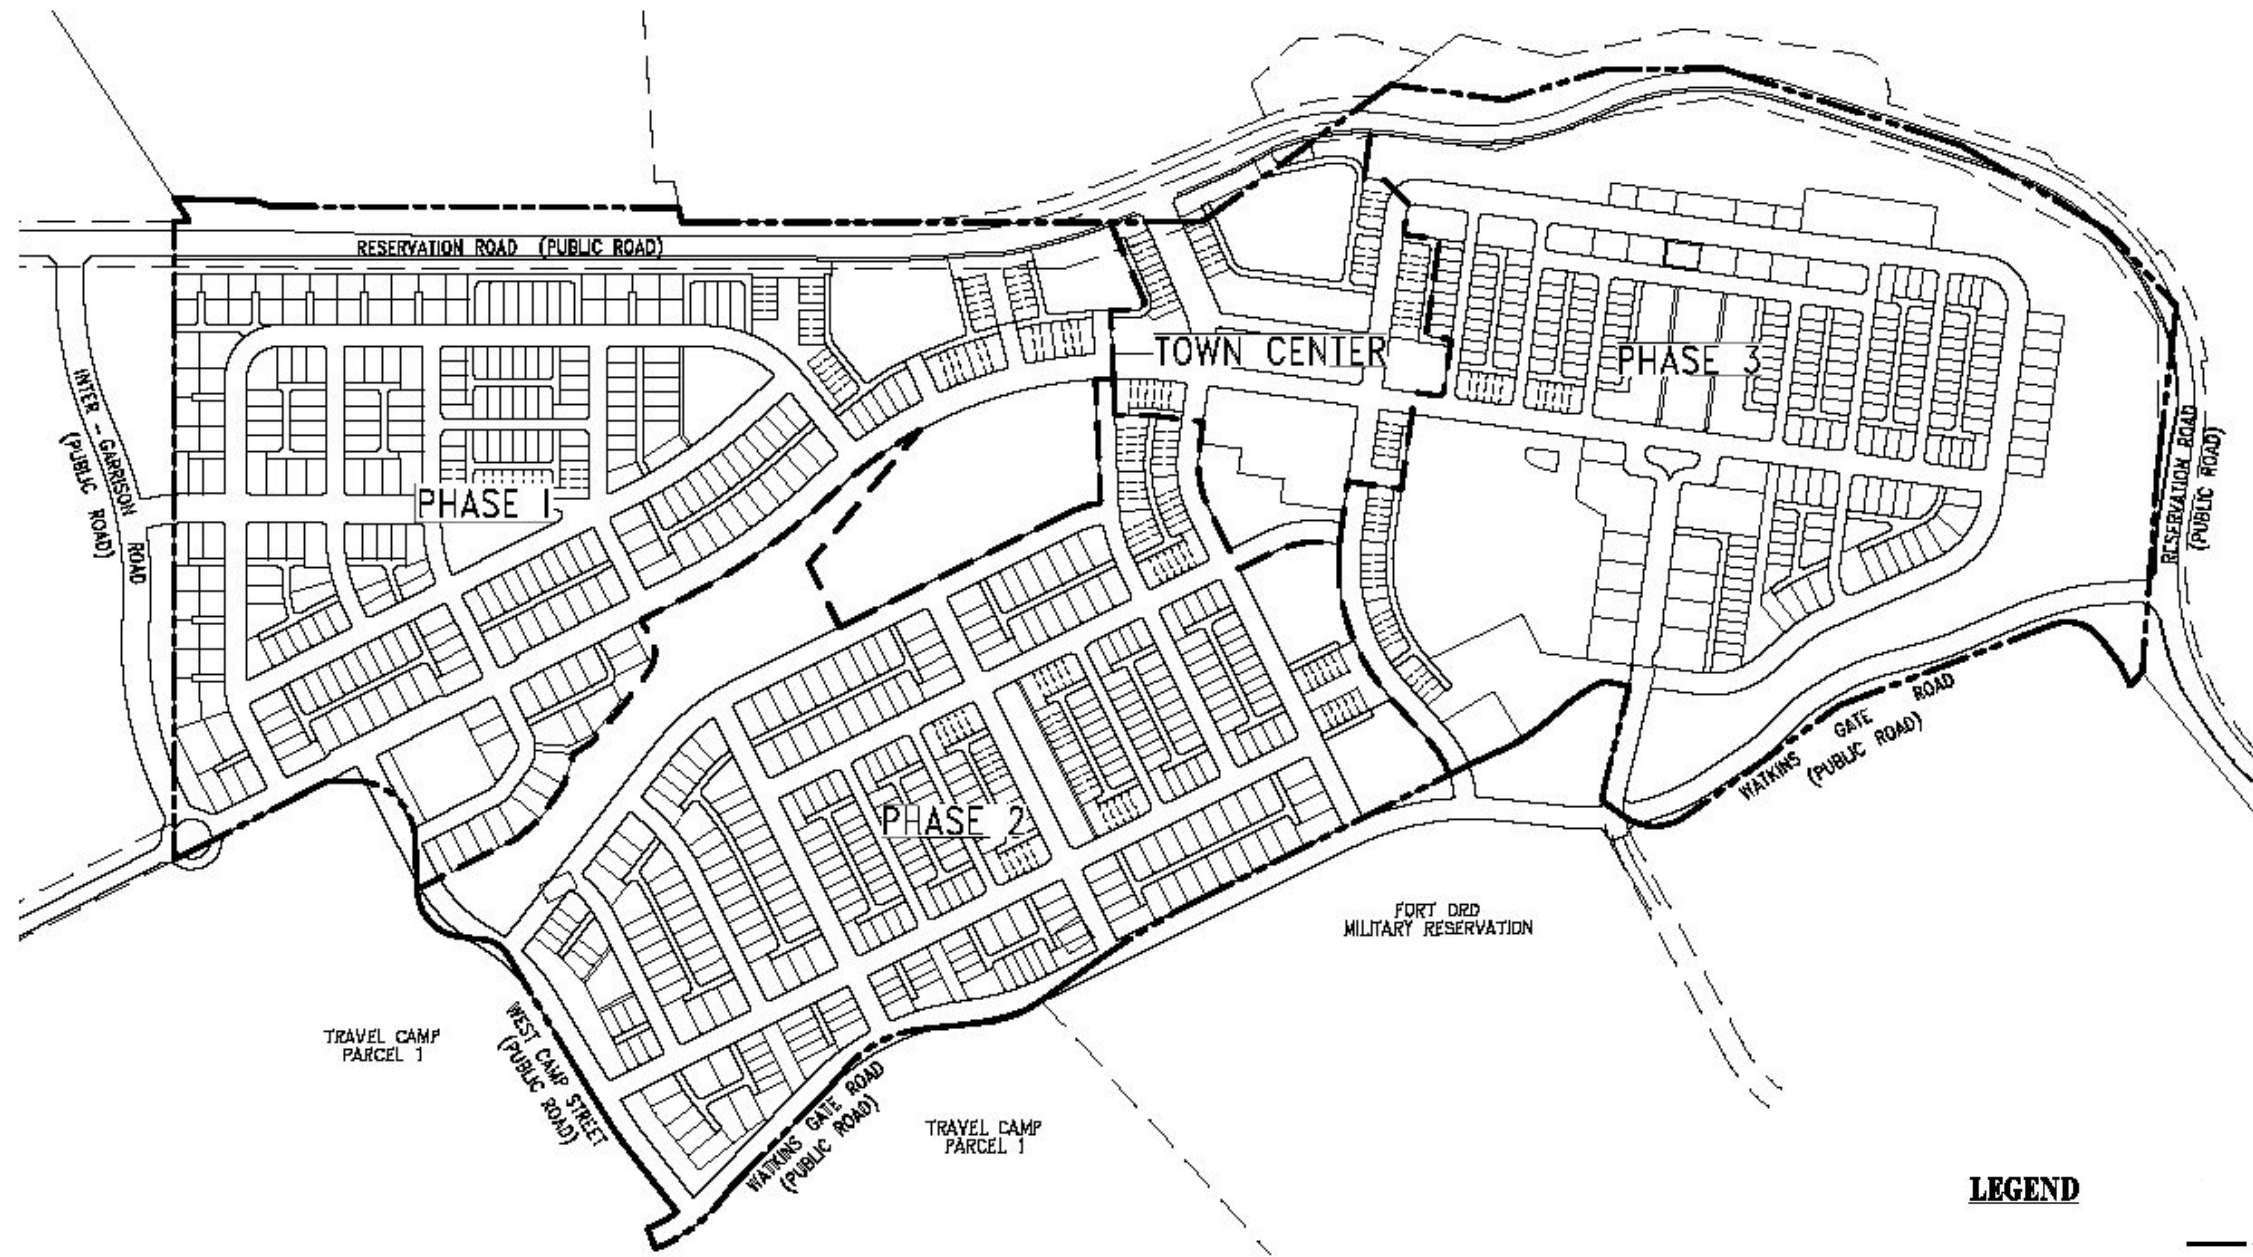 RESERVATION ROAD (PUBLIC ROAD)
TOWN CENTER
PHASE 3
INTER - GARRISON ROAD
(PUBLIC ROAD)
PHASE 1
RESERVATION ROAD
(PUBLIC ROAD)
WATKINS GATE ROAD
(PUBLIC ROAD)
PHASE 2
FORT ORD
MILITARY RESERVATION
TRAVEL CAMP
PARCEL 1
WEST CAMP STREET
(PUBLIC ROAD)
WATKINS GATE ROAD
(PUBLIC ROAD)
TRAVEL CAMP
PARCEL 1
LEGEND